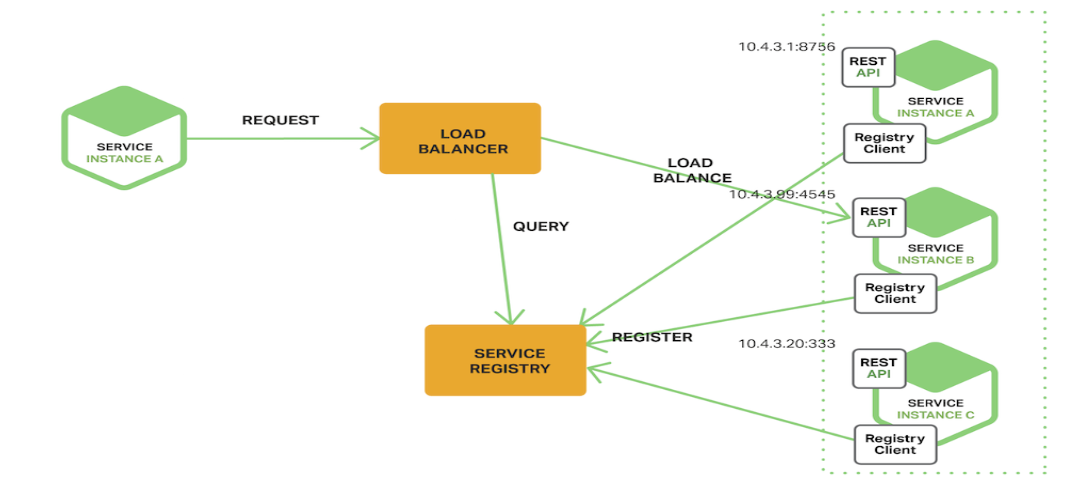 10.4.3.1:8756
REST
API
SERVICE
INSTANCE A
Registry
Client
SERVICE
INSTANCE A
REQUEST
LOAD
BALANCER
LOAD
BALANCE
10.4.3.99:4545
REST
API
SERVICE
INSTANCE B
Registry
Client
QUERY
SERVICE
REGISTRY
REGISTER
10.4.3.20:333
REST
API
SERVICE
INSTANCE C
Registry
Client